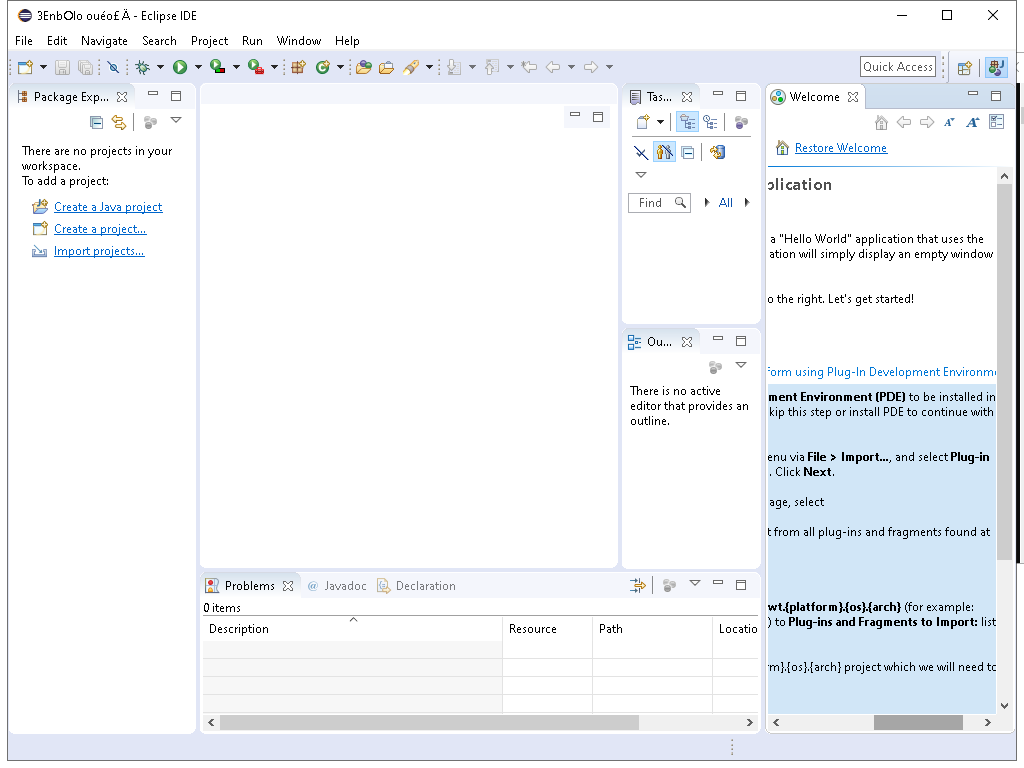 3Enb0lo ouéo£Ä - Eclipse IDE
File Edit Navigate Search Project Run Window Help
Quick Access
Package Exp...
There are no projects in your
workspace.
To add a project:
Create a Java project
Create a project...
Import projects...
Tas...
Find
All
Ou...
There is no active
editor that provides an
outline.
Problems
@ Javadoc
Declaration
0 items
Description Resource Path Locatio
Welcome
Restore Welcome
plication
a "Hello World" application that uses the
ation will simply display an empty window
o the right. Let's get started!
form using Plug-In Development Environme
ment Environment (PDE) to be installed in
kip this step or install PDE to continue with
enu via File > Import..., and select Plug-in
. Click Next.
age, select
t from all plug-ins and fragments found at
wt.{platform}.{os}.{arch} (for example:
) to Plug-ins and Fragments to Import: list
rm}.{os}.{arch} project which we will need to